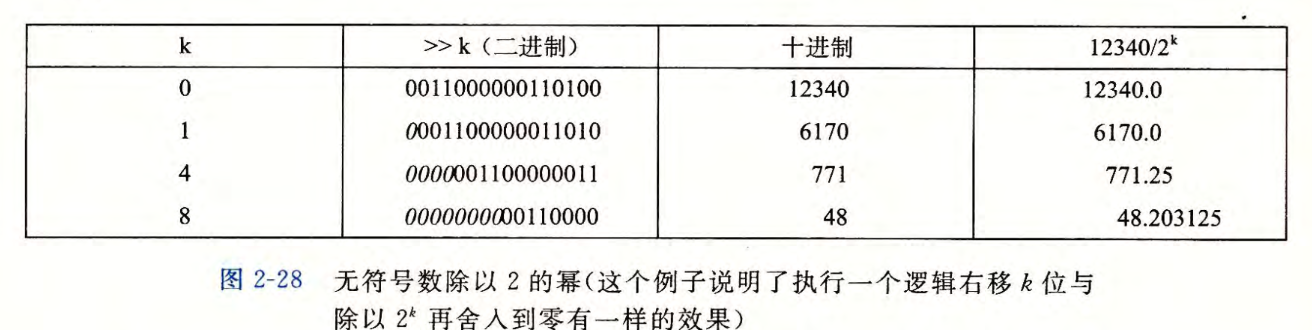 k >> k（二进制） 十进制 12340/2ᵏ
0 0011000000110100 12340 12340.0
1 0001100000011010 6170 6170.0
4 0000001100000011 771 771.25
8 0000000000110000 48 48.203125
图 2-28 无符号数除以 2 的幂（这个例子说明了执行一个逻辑右移 k 位与
除以 2ᵏ 再舍入到零有一样的效果）